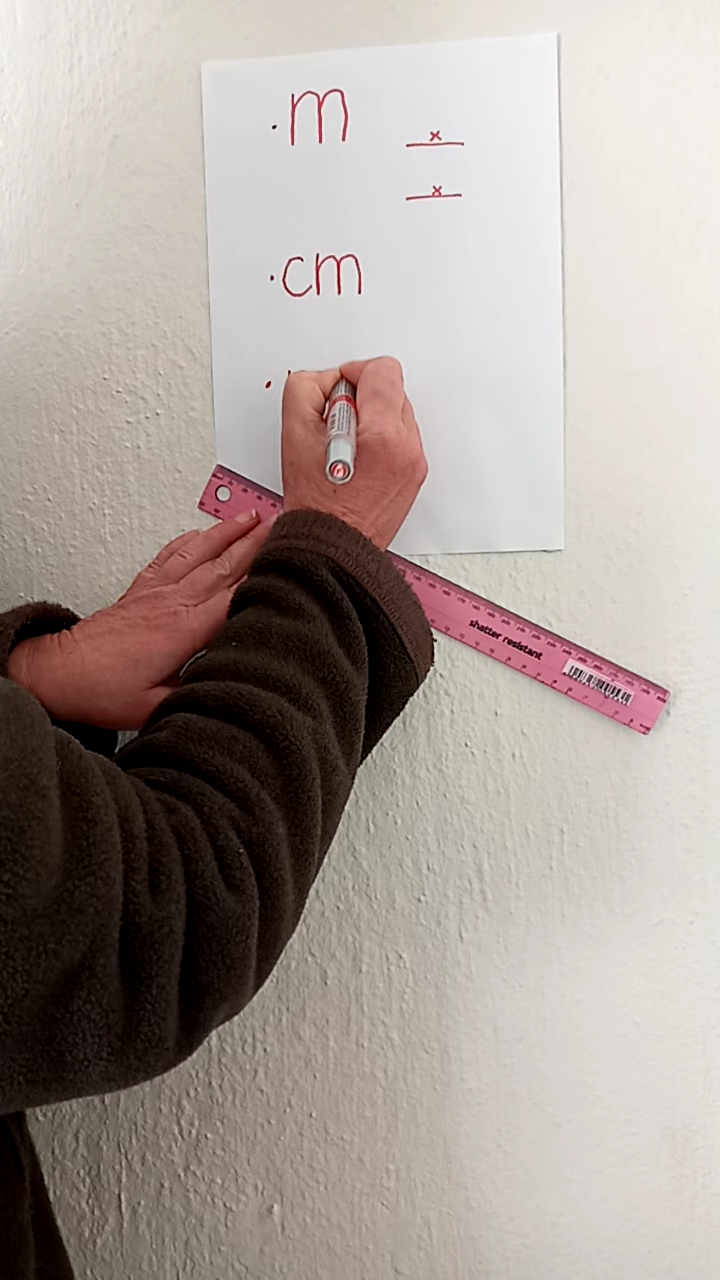 · m
x
x
· cm
·
shatter resistant